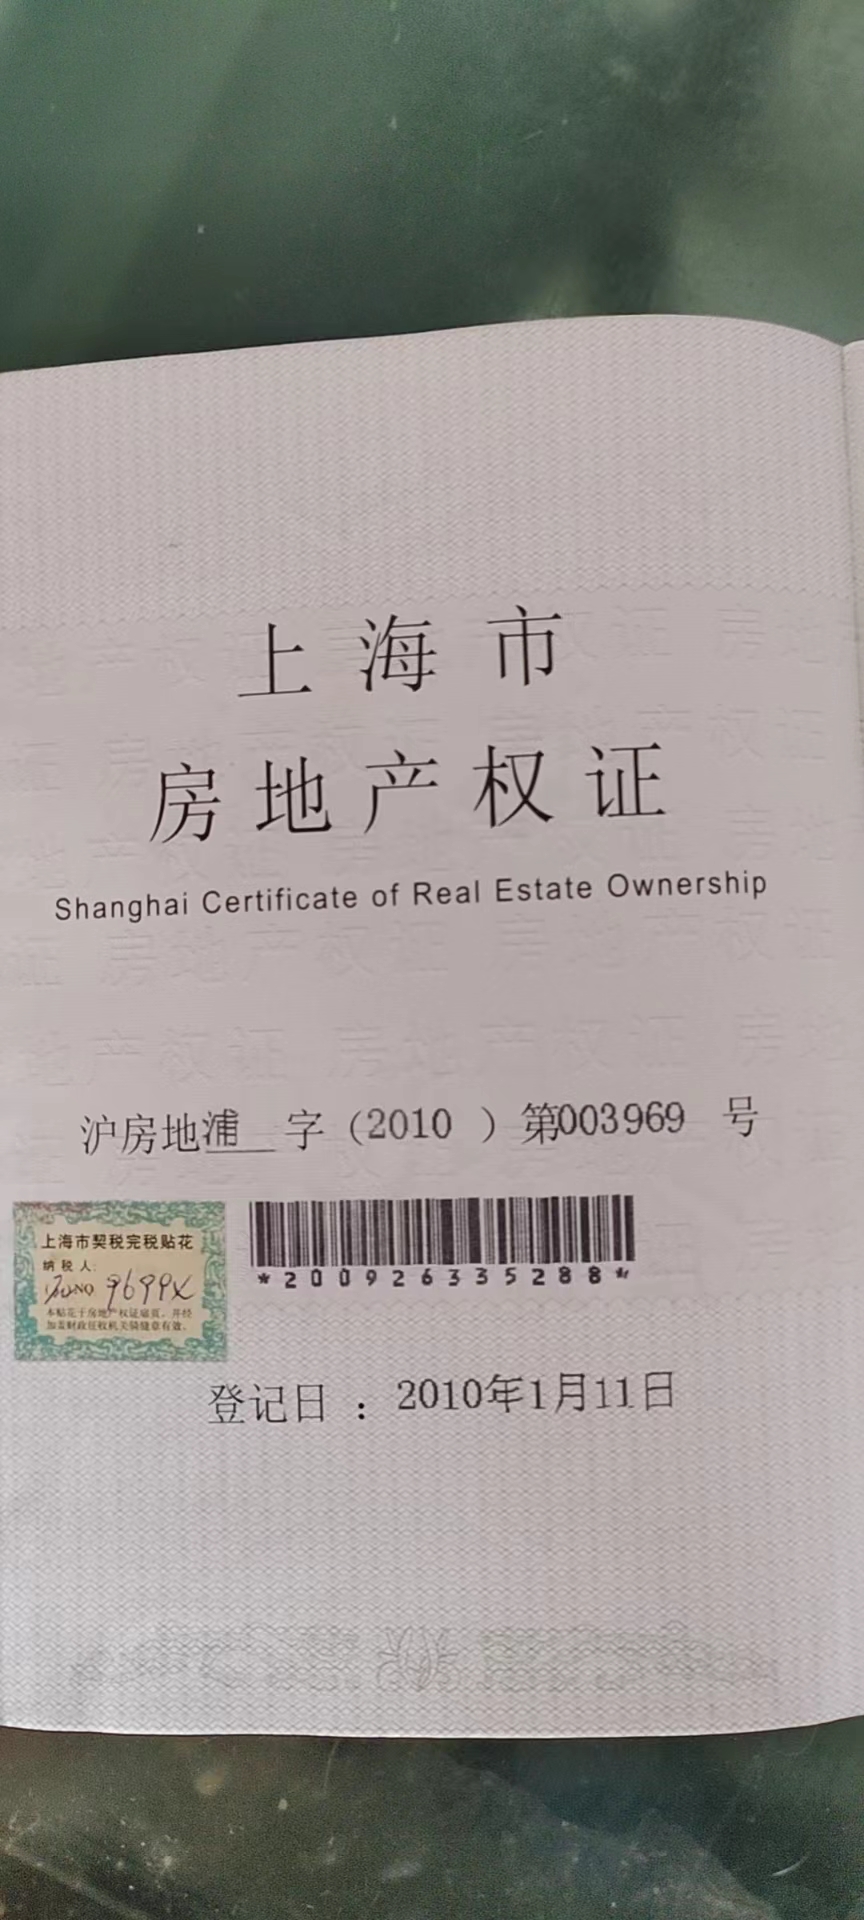 上海市
房地产权证
Shanghai Certificate of Real Estate Ownership
沪房地浦 字（2010 ）第003969 号
上海市契税完税贴花
纳税人:
NO 9699X
本贴花于房地产权证扉页，并经
加盖财政征收机关骑缝章有效。
*200926335288*
登记日：2010年1月11日